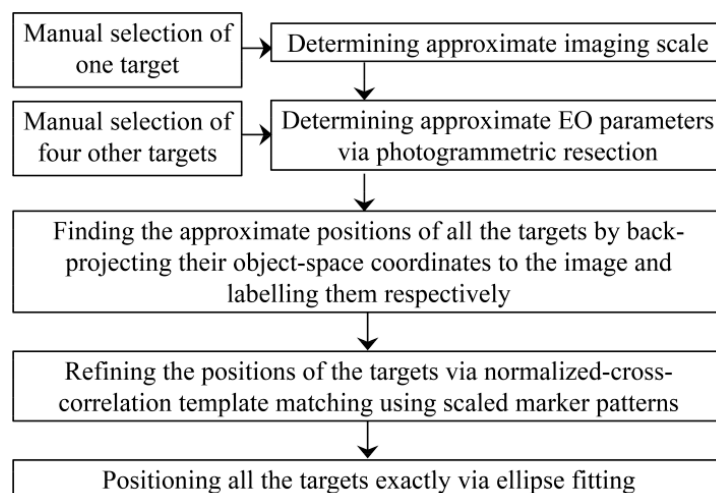 Manual selection of
one target
Determining approximate imaging scale
Manual selection of
four other targets
Determining approximate EO parameters
via photogrammetric resection
Finding the approximate positions of all the targets by back-
projecting their object-space coordinates to the image and
labelling them respectively
Refining the positions of the targets via normalized-cross-
correlation template matching using scaled marker patterns
Positioning all the targets exactly via ellipse fitting